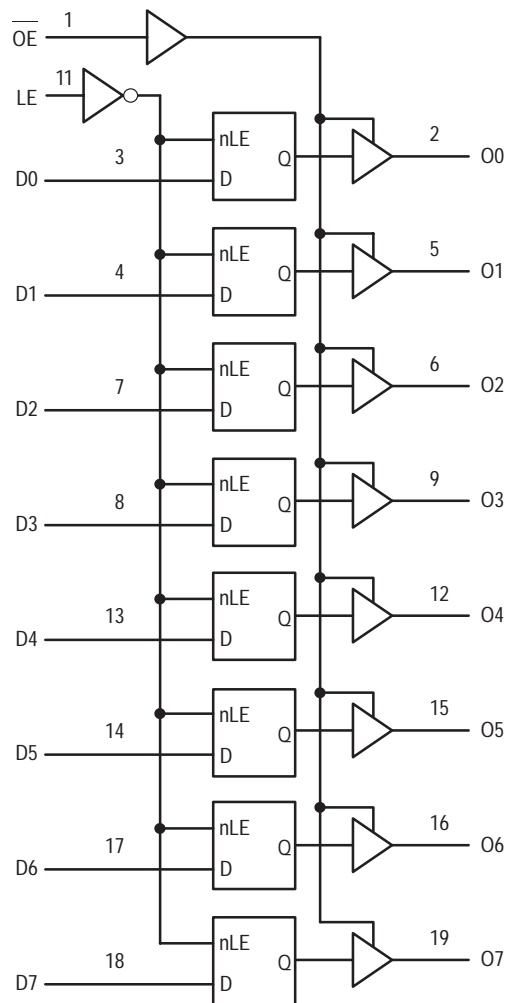 OE 1
LE 11
nLE
D0 3 D Q 2 O0
nLE
D1 4 D Q 5 O1
nLE
D2 7 D Q 6 O2
nLE
D3 8 D Q 9 O3
nLE
D4 13 D Q 12 O4
nLE
D5 14 D Q 15 O5
nLE
D6 17 D Q 16 O6
nLE
D7 18 D Q 19 O7